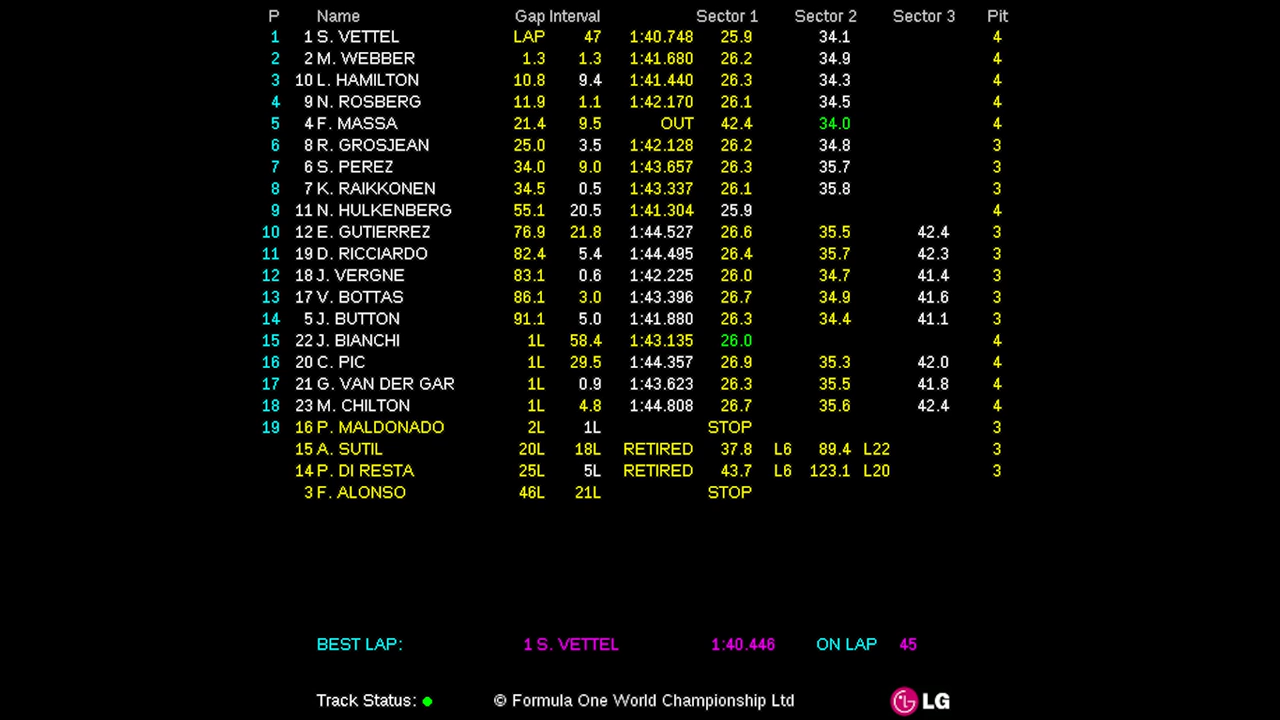 P Name Gap Interval Sector 1 Sector 2 Sector 3 Pit
1 1 S. VETTEL LAP 47 1:40.748 25.9 34.1 4
2 2 M. WEBBER 1.3 1.3 1:41.680 26.2 34.9 4
3 10 L. HAMILTON 10.8 9.4 1:41.440 26.3 34.3 4
4 9 N. ROSBERG 11.9 1.1 1:42.170 26.1 34.5 4
5 4 F. MASSA 21.4 9.5 OUT 42.4 34.0 4
6 8 R. GROSJEAN 25.0 3.5 1:42.128 26.2 34.8 3
7 6 S. PEREZ 34.0 9.0 1:43.657 26.3 35.7 3
8 7 K. RAIKKONEN 34.5 0.5 1:43.337 26.1 35.8 3
9 11 N. HULKENBERG 55.1 20.5 1:41.304 25.9 4
10 12 E. GUTIERREZ 76.9 21.8 1:44.527 26.6 35.5 42.4 3
11 19 D. RICCIARDO 82.4 5.4 1:44.495 26.4 35.7 42.3 3
12 18 J. VERGNE 83.1 0.6 1:42.225 26.0 34.7 41.4 3
13 17 V. BOTTAS 86.1 3.0 1:43.396 26.7 34.9 41.6 3
14 5 J. BUTTON 91.1 5.0 1:41.880 26.3 34.4 41.1 3
15 22 J. BIANCHI 1L 58.4 1:43.135 26.0 4
16 20 C. PIC 1L 29.5 1:44.357 26.9 35.3 42.0 4
17 21 G. VAN DER GAR 1L 0.9 1:43.623 26.3 35.5 41.8 4
18 23 M. CHILTON 1L 4.8 1:44.808 26.7 35.6 42.4 4
19 16 P. MALDONADO 2L 1L STOP 3
15 A. SUTIL 20L 18L RETIRED 37.8 L6 89.4 L22 3
14 P. DI RESTA 25L 5L RETIRED 43.7 L6 123.1 L20 3
3 F. ALONSO 46L 21L STOP
BEST LAP: 1 S. VETTEL 1:40.446 ON LAP 45
Track Status: © Formula One World Championship Ltd LG